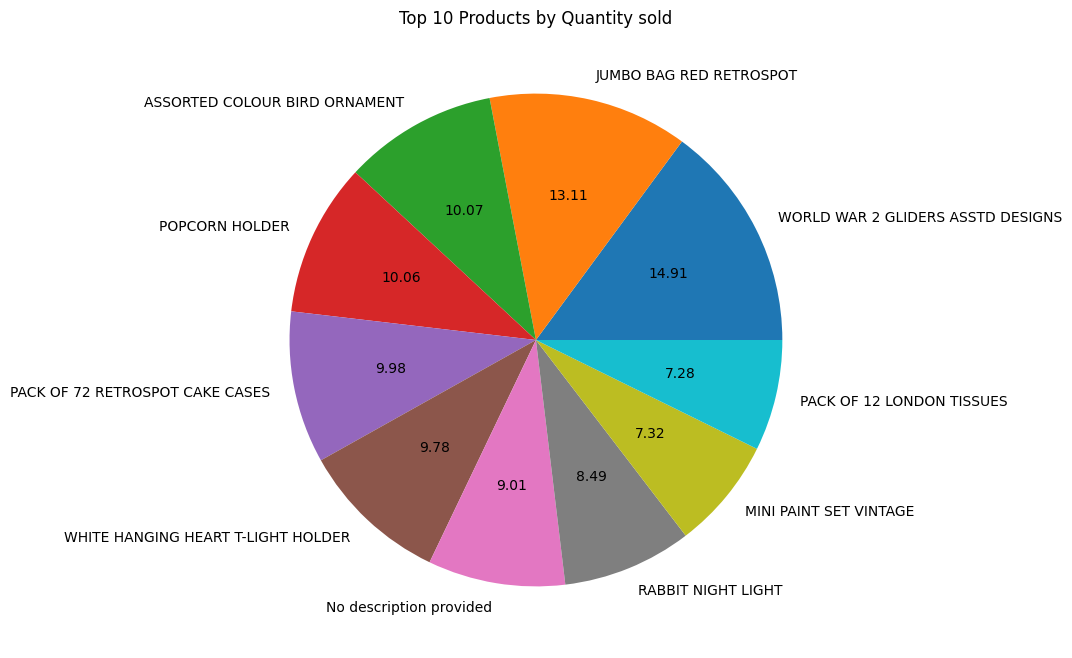 Top 10 Products by Quantity sold
JUMBO BAG RED RETROSPOT
ASSORTED COLOUR BIRD ORNAMENT
13.11
10.07
WORLD WAR 2 GLIDERS ASSTD DESIGNS
POPCORN HOLDER
14.91
10.06
9.98
7.28
PACK OF 72 RETROSPOT CAKE CASES
PACK OF 12 LONDON TISSUES
7.32
9.78
8.49
9.01
MINI PAINT SET VINTAGE
WHITE HANGING HEART T-LIGHT HOLDER
RABBIT NIGHT LIGHT
No description provided